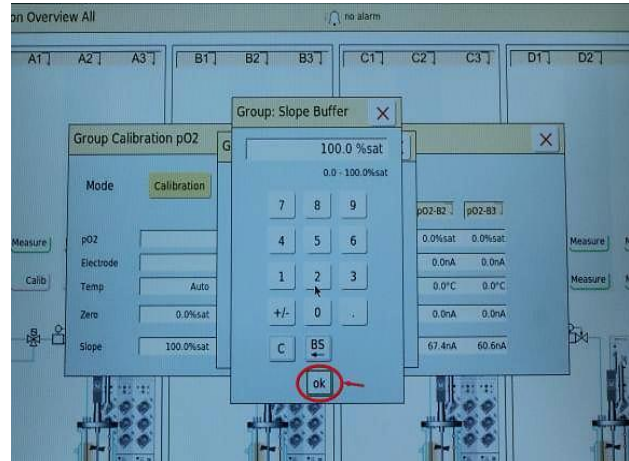 on Overview All
no alarm
A1 A2 A3 B1 B2 B3 C1 C2 C3 D1 D2
Group: Slope Buffer X
Group Calibration pO2
G
X
100.0 %sat
0.0 - 100.0%sat
Mode Calibration
7 8 9
pO2-B2 pO2-B3
Measure
pO2
4 5 6
0.0%sat 0.0%sat
Measure
Electrode
0.0nA 0.0nA
Calib
Temp Auto
1 2 3
0.0°C 0.0°C
Measure
Zero 0.0%sat
+/- 0 .
0.0nA 0.0nA
Slope 100.0%sat
C BS
67.4nA 60.6nA
ok